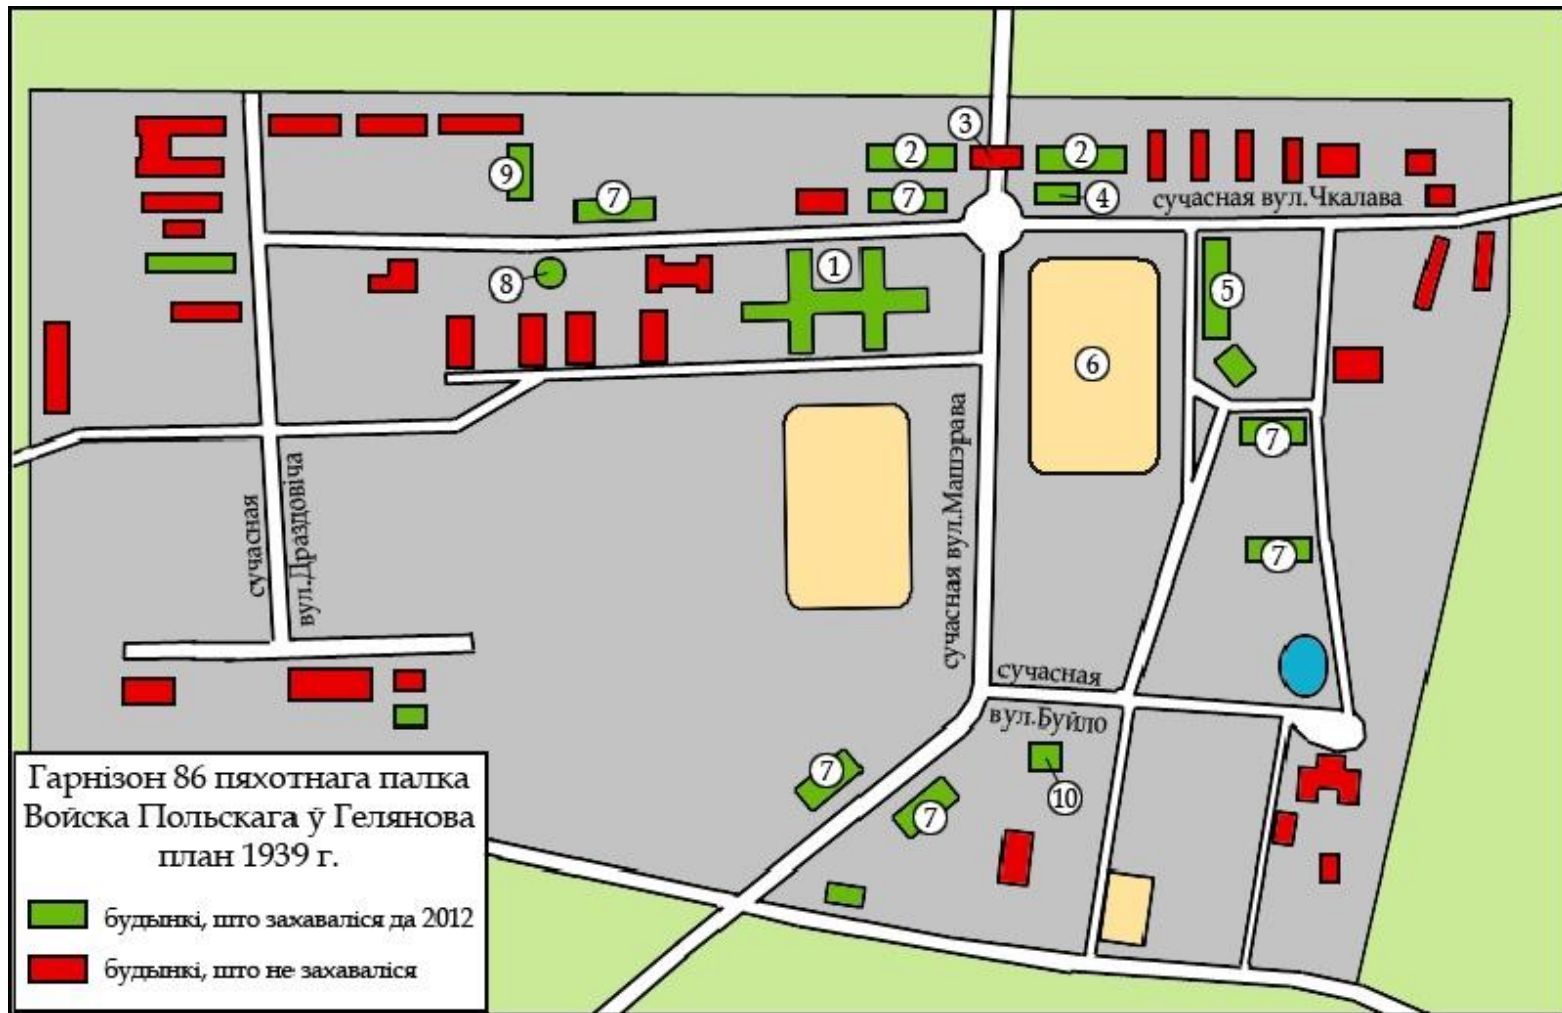 3
2
2
9
7
7
4
сучасная вул.Чкалава
1
8
5
6
7
сучасная
вул.Драздовіча
сучасная вул.Машэрава
7
сучасная
вул.Буйло
7
7
10
Гарнізон 86 пяхотнага палка
Войска Польскага ў Гелянова
план 1939 г.
будынкі, што захаваліся да 2012
будынкі, што не захаваліся